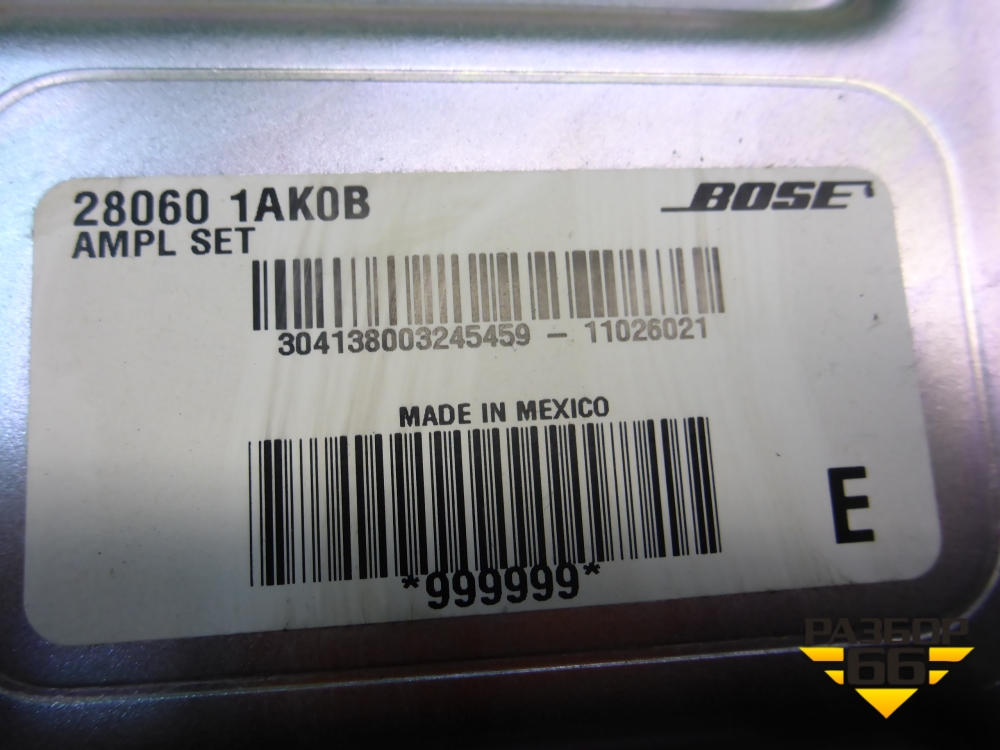 28060 1AK0B
BOSE
AMPL SET
304138003245459 - 11026021
MADE IN MEXICO
*999999*
E
РАЗБОР
66